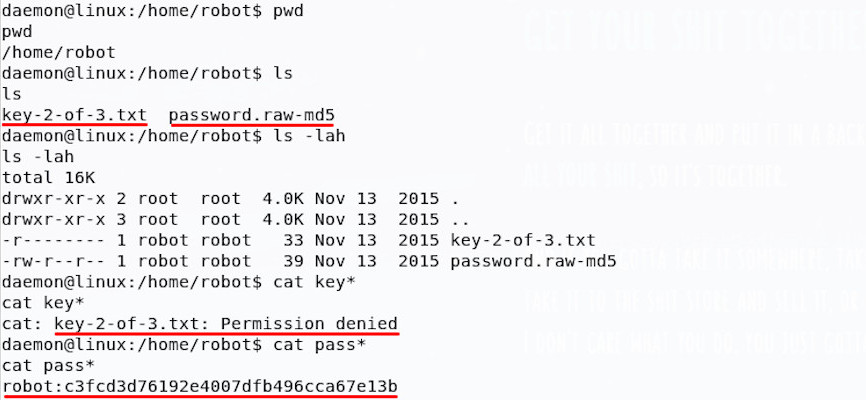 daemon@linux:/home/robot$ pwd
pwd
/home/robot
daemon@linux:/home/robot$ ls
ls
key-2-of-3.txt  password.raw-md5
daemon@linux:/home/robot$ ls -lah
ls -lah
total 16K
drwxr-xr-x 2 root  root  4.0K Nov 13  2015 .
drwxr-xr-x 3 root  root  4.0K Nov 13  2015 ..
-r-------- 1 robot robot   33 Nov 13  2015 key-2-of-3.txt
-rw-r--r-- 1 robot robot   39 Nov 13  2015 password.raw-md5
daemon@linux:/home/robot$ cat key*
cat key*
cat: key-2-of-3.txt: Permission denied
daemon@linux:/home/robot$ cat pass*
cat pass*
robot:c3fcd3d76192e4007dfb496cca67e13b
GET YOUR SHIT TOGETHER
GET IT ALL TOGETHER AND PUT IT IN A BACK
ALL YOUR SHIT, SO IT'S TOGETHER.
GOTTA TAKE IT SOMEWHERE
TAKE IT TO THE SHIT STORE AND SELL IT,
I DON'T CARE WHAT YOU DO, YOU JUST GOTTA